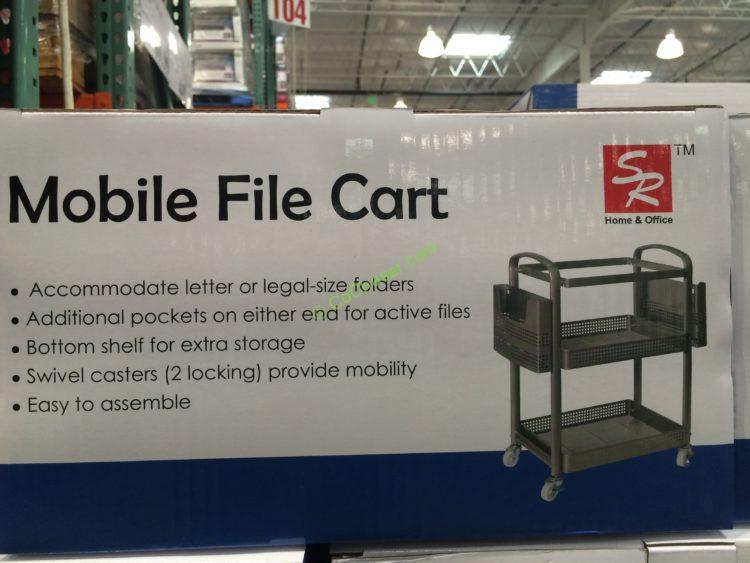 104
Mobile File Cart
SR
TM
Home & Office
• Accommodate letter or legal-size folders
• Additional pockets on either end for active files
• Bottom shelf for extra storage
• Swivel casters (2 locking) provide mobility
• Easy to assemble